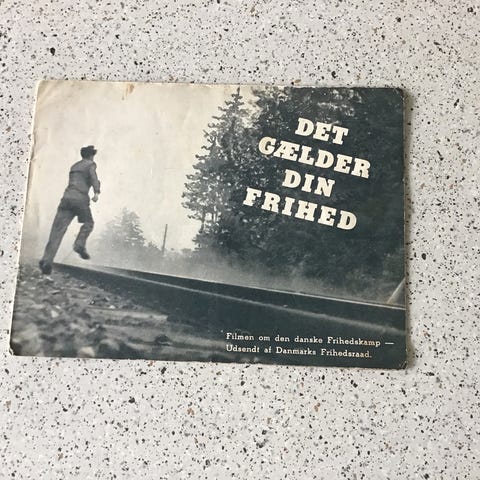 DET
GÆLDER
DIN
FRIHED
Filmen om den danske Frihedskamp —
Udsendt af Danmarks Frihedsraad.